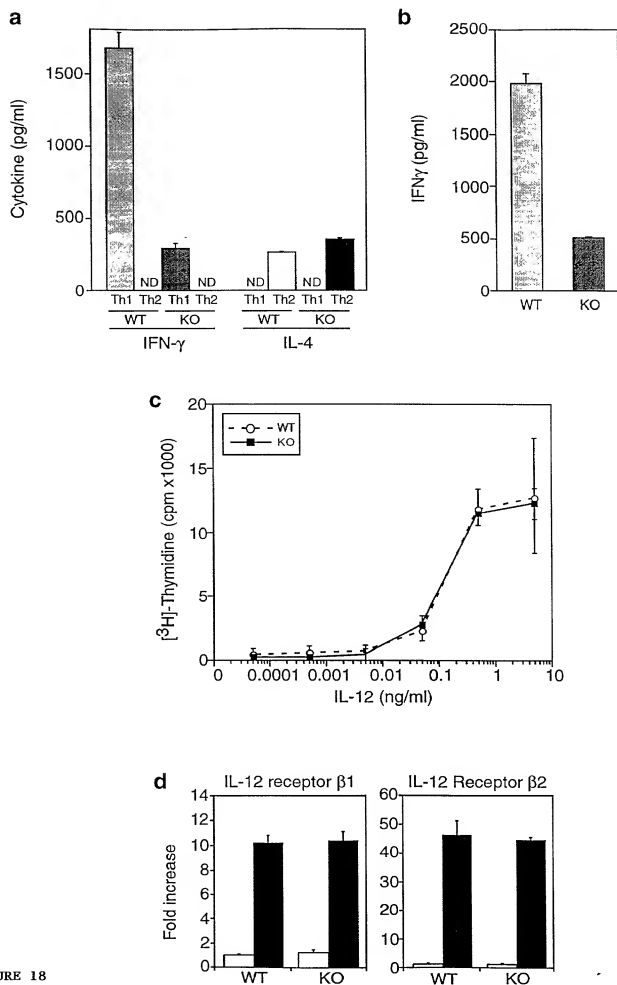 a
Cytokine (pg/ml)
1500
1000
500
0
ND ND ND ND
Th1 Th2 Th1 Th2 Th1 Th2 Th1 Th2
WT KO WT KO
IFN-γ IL-4
b
IFNγ (pg/ml)
2500
2000
1500
1000
500
0
WT KO
c
[³H]-Thymidine (cpm x1000)
20
15
10
5
0
WT
KO
0 0.0001 0.001 0.01 0.1 1 10
IL-12 (ng/ml)
d
IL-12 receptor β1 IL-12 Receptor β2
Fold increase
14
12
10
8
6
4
2
0
WT KO
60
50
40
30
20
10
0
WT KO
URE 18